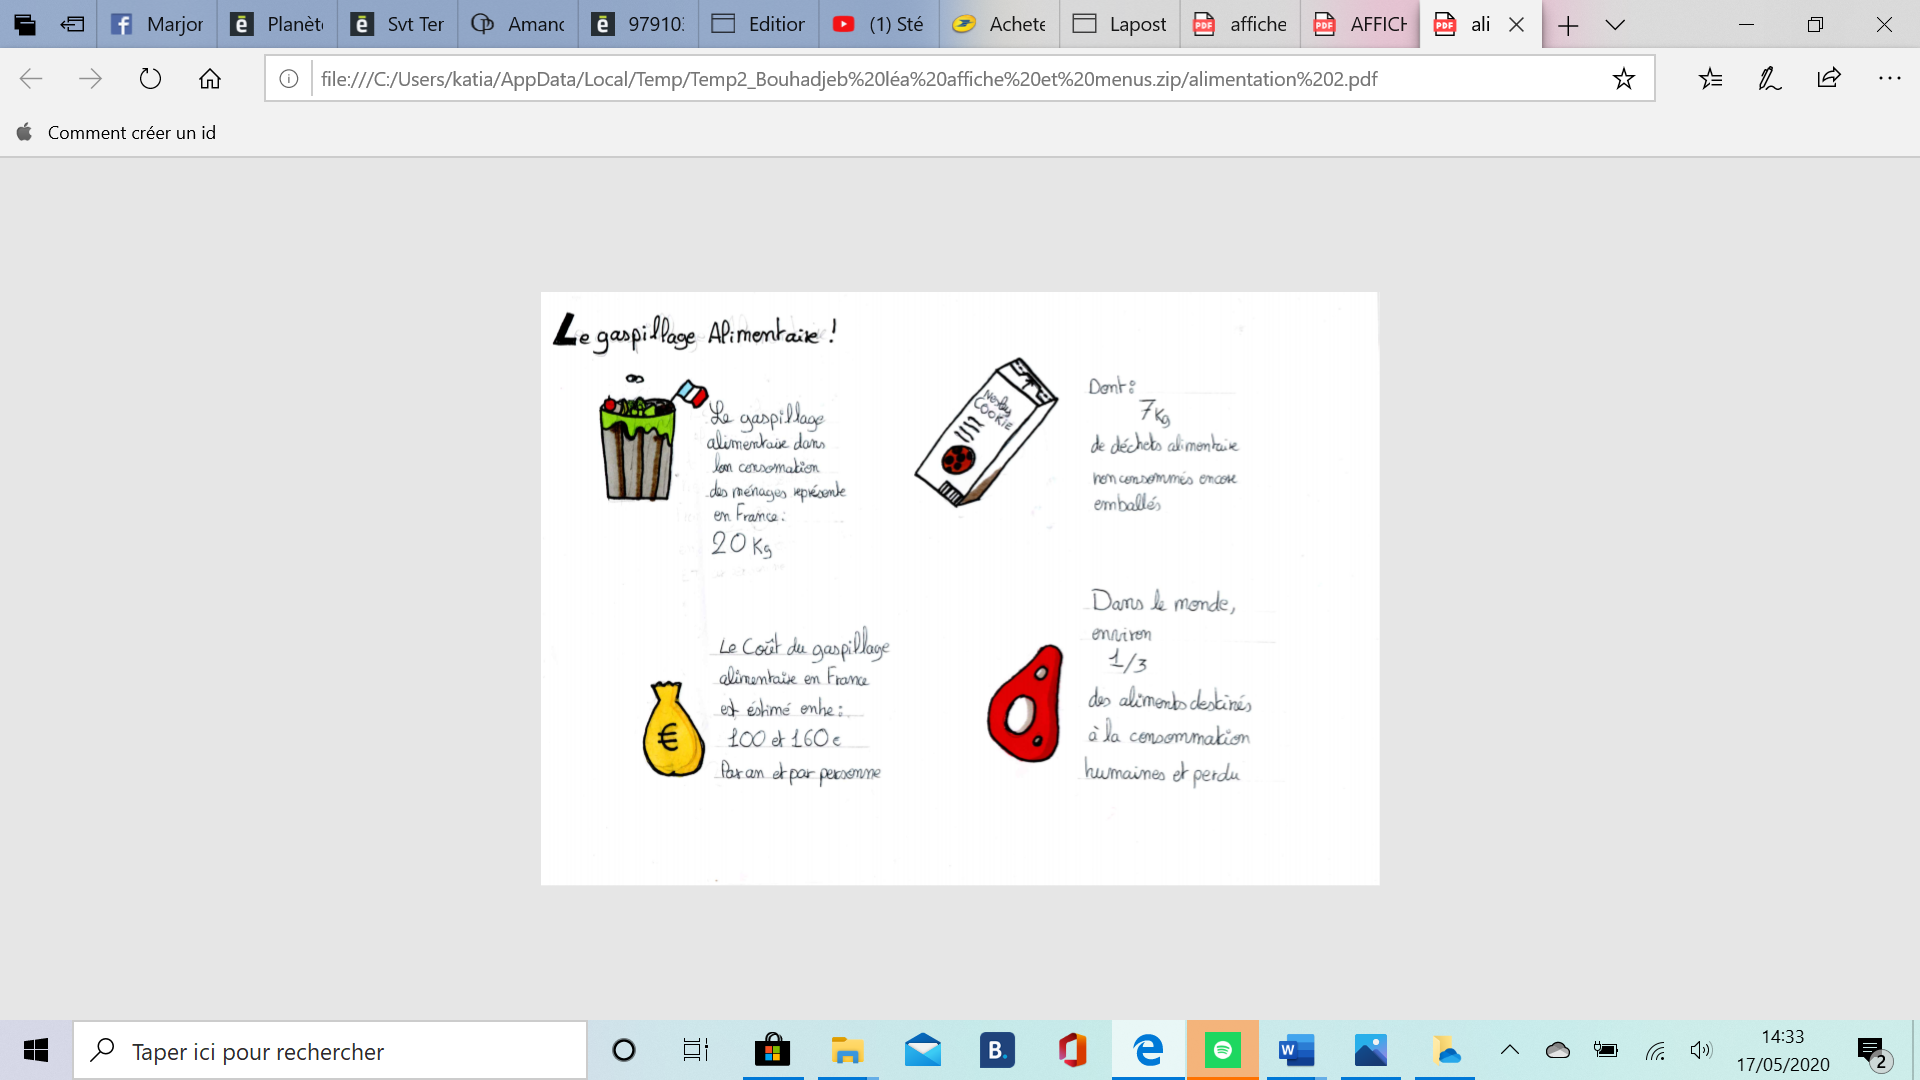 Marjor
Planèt
Svt Ter
Amanc
97910
Edition
(1) Sté
Achete
Lapost
affiche
AFFICH
ali
file:///C:/Users/katia/AppData/Local/Temp/Temp2_Bouhadjeb%20léa%20affiche%20et%20menus.zip/alimentation%202.pdf
Comment créer un id
Le gaspillage Alimentaire !
Le gaspillage
alimentaire dans
consomation
des ménages représente
en France :
20 Kg
COOKIE
Dont :
7 Kg
de déchets alimentaire
non consommés encore
emballés
€
Le Coût du gaspillage
alimentaire en France
est éstimé entre :
100 et 160 €
Par an et par personne
Dans le monde,
environ
1/3
des aliments destinés
à la consommation
humaines et perdu
Taper ici pour rechercher
B.
W
14:33
17/05/2020
2